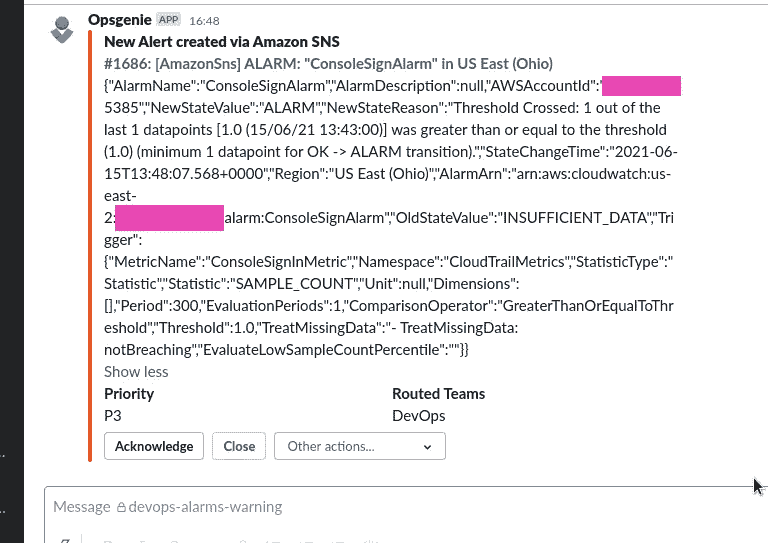 Opsgenie APP 16:48
New Alert created via Amazon SNS
#1686: [AmazonSns] ALARM: "ConsoleSignAlarm" in US East (Ohio)
{"AlarmName":"ConsoleSignAlarm","AlarmDescription":null,"AWSAccountId":"
5385","NewStateValue":"ALARM","NewStateReason":"Threshold Crossed: 1 out of the
last 1 datapoints [1.0 (15/06/21 13:43:00)] was greater than or equal to the threshold
(1.0) (minimum 1 datapoint for OK -> ALARM transition).","StateChangeTime":"2021-06-
15T13:48:07.568+0000","Region":"US East (Ohio)","AlarmArn":"arn:aws:cloudwatch:us-
east-
2: alarm:ConsoleSignAlarm","OldStateValue":"INSUFFICIENT_DATA","Tri
gger":
{"MetricName":"ConsoleSignInMetric","Namespace":"CloudTrailMetrics","StatisticType":"
Statistic","Statistic":"SAMPLE_COUNT","Unit":null,"Dimensions":
[],"Period":300,"EvaluationPeriods":1,"ComparisonOperator":"GreaterThanOrEqualToThr
eshold","Threshold":1.0,"TreatMissingData":"- TreatMissingData:
notBreaching","EvaluateLowSampleCountPercentile":""}}
Show less
Priority Routed Teams
P3 DevOps
Acknowledge Close Other actions...
Message devops-alarms-warning